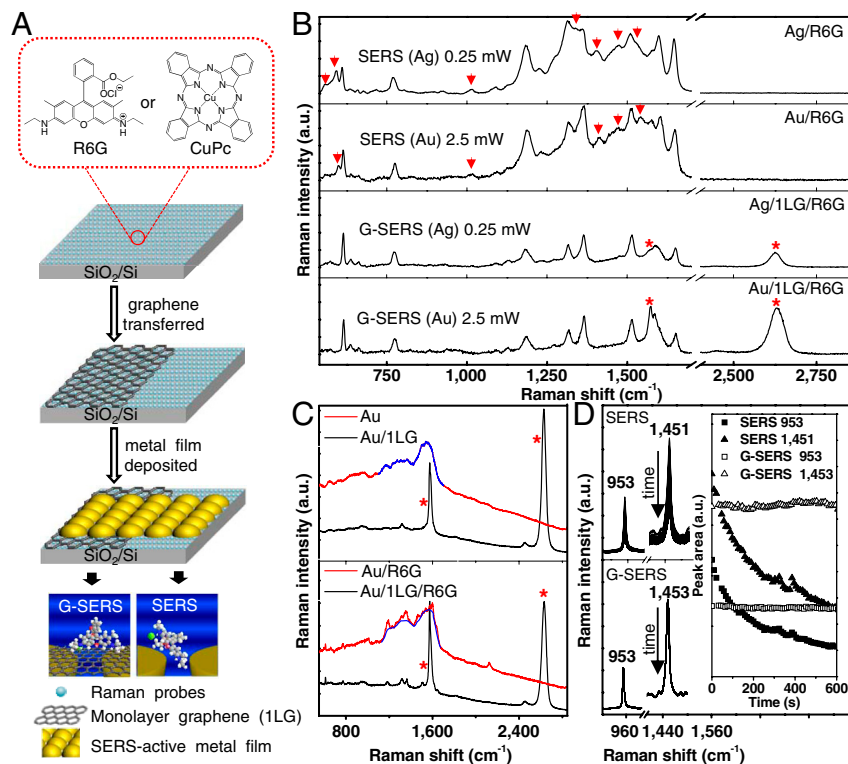 A
R6G
or
CuPc
OCl⊖
Cu
SiO2/Si
graphene
transferred
SiO2/Si
metal film
deposited
SiO2/Si
G-SERS
SERS
Raman probes
Monolayer graphene (1LG)
SERS-active metal film
B
Raman intensity (a.u.)
SERS (Ag) 0.25 mW
Ag/R6G
SERS (Au) 2.5 mW
Au/R6G
G-SERS (Ag) 0.25 mW
Ag/1LG/R6G
*
*
G-SERS (Au) 2.5 mW
Au/1LG/R6G
*
*
750 1,000 1,250 1,500 2,500 2,750
Raman shift (cm-1)
Raman shift (cm-1)
C
Raman intensity (a.u.)
Au
Au/1LG
*
*
Au/R6G
Au/1LG/R6G
*
*
800 1,600 2,400
Raman shift (cm-1)
D
Raman intensity (a.u.)
SERS
1,451
953
time
G-SERS
1,453
953
time
960 1,440 1,560
Raman shift (cm-1)
SERS 953
SERS 1,451
G-SERS 953
G-SERS 1,453
Peak area (a.u.)
0 200 400 600
Time (s)